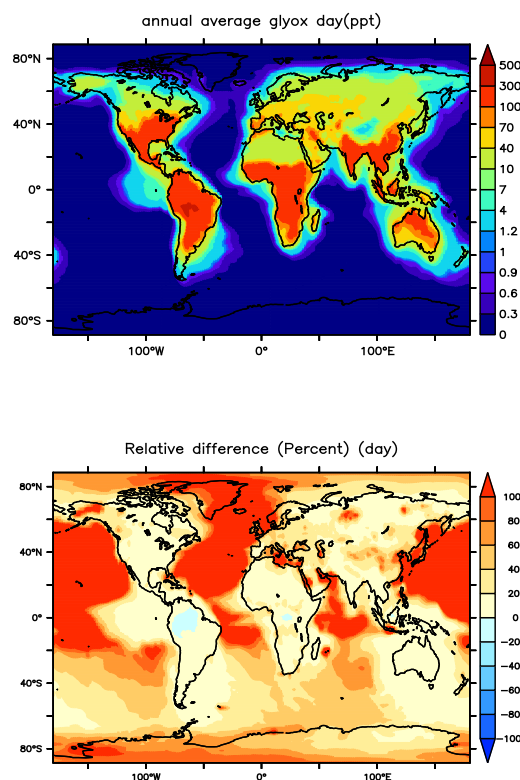 annual average glyox day(ppt)
80°N
40°N
0°
40°S
80°S
100°W 0° 100°E
500
300
100
70
40
10
7
4
1.2
1
0.9
0.6
0.3
0
Relative difference (Percent) (day)
80°N
40°N
0°
40°S
80°S
100°W 0° 100°E
100
80
60
40
20
0
−20
−40
−60
−80
−100